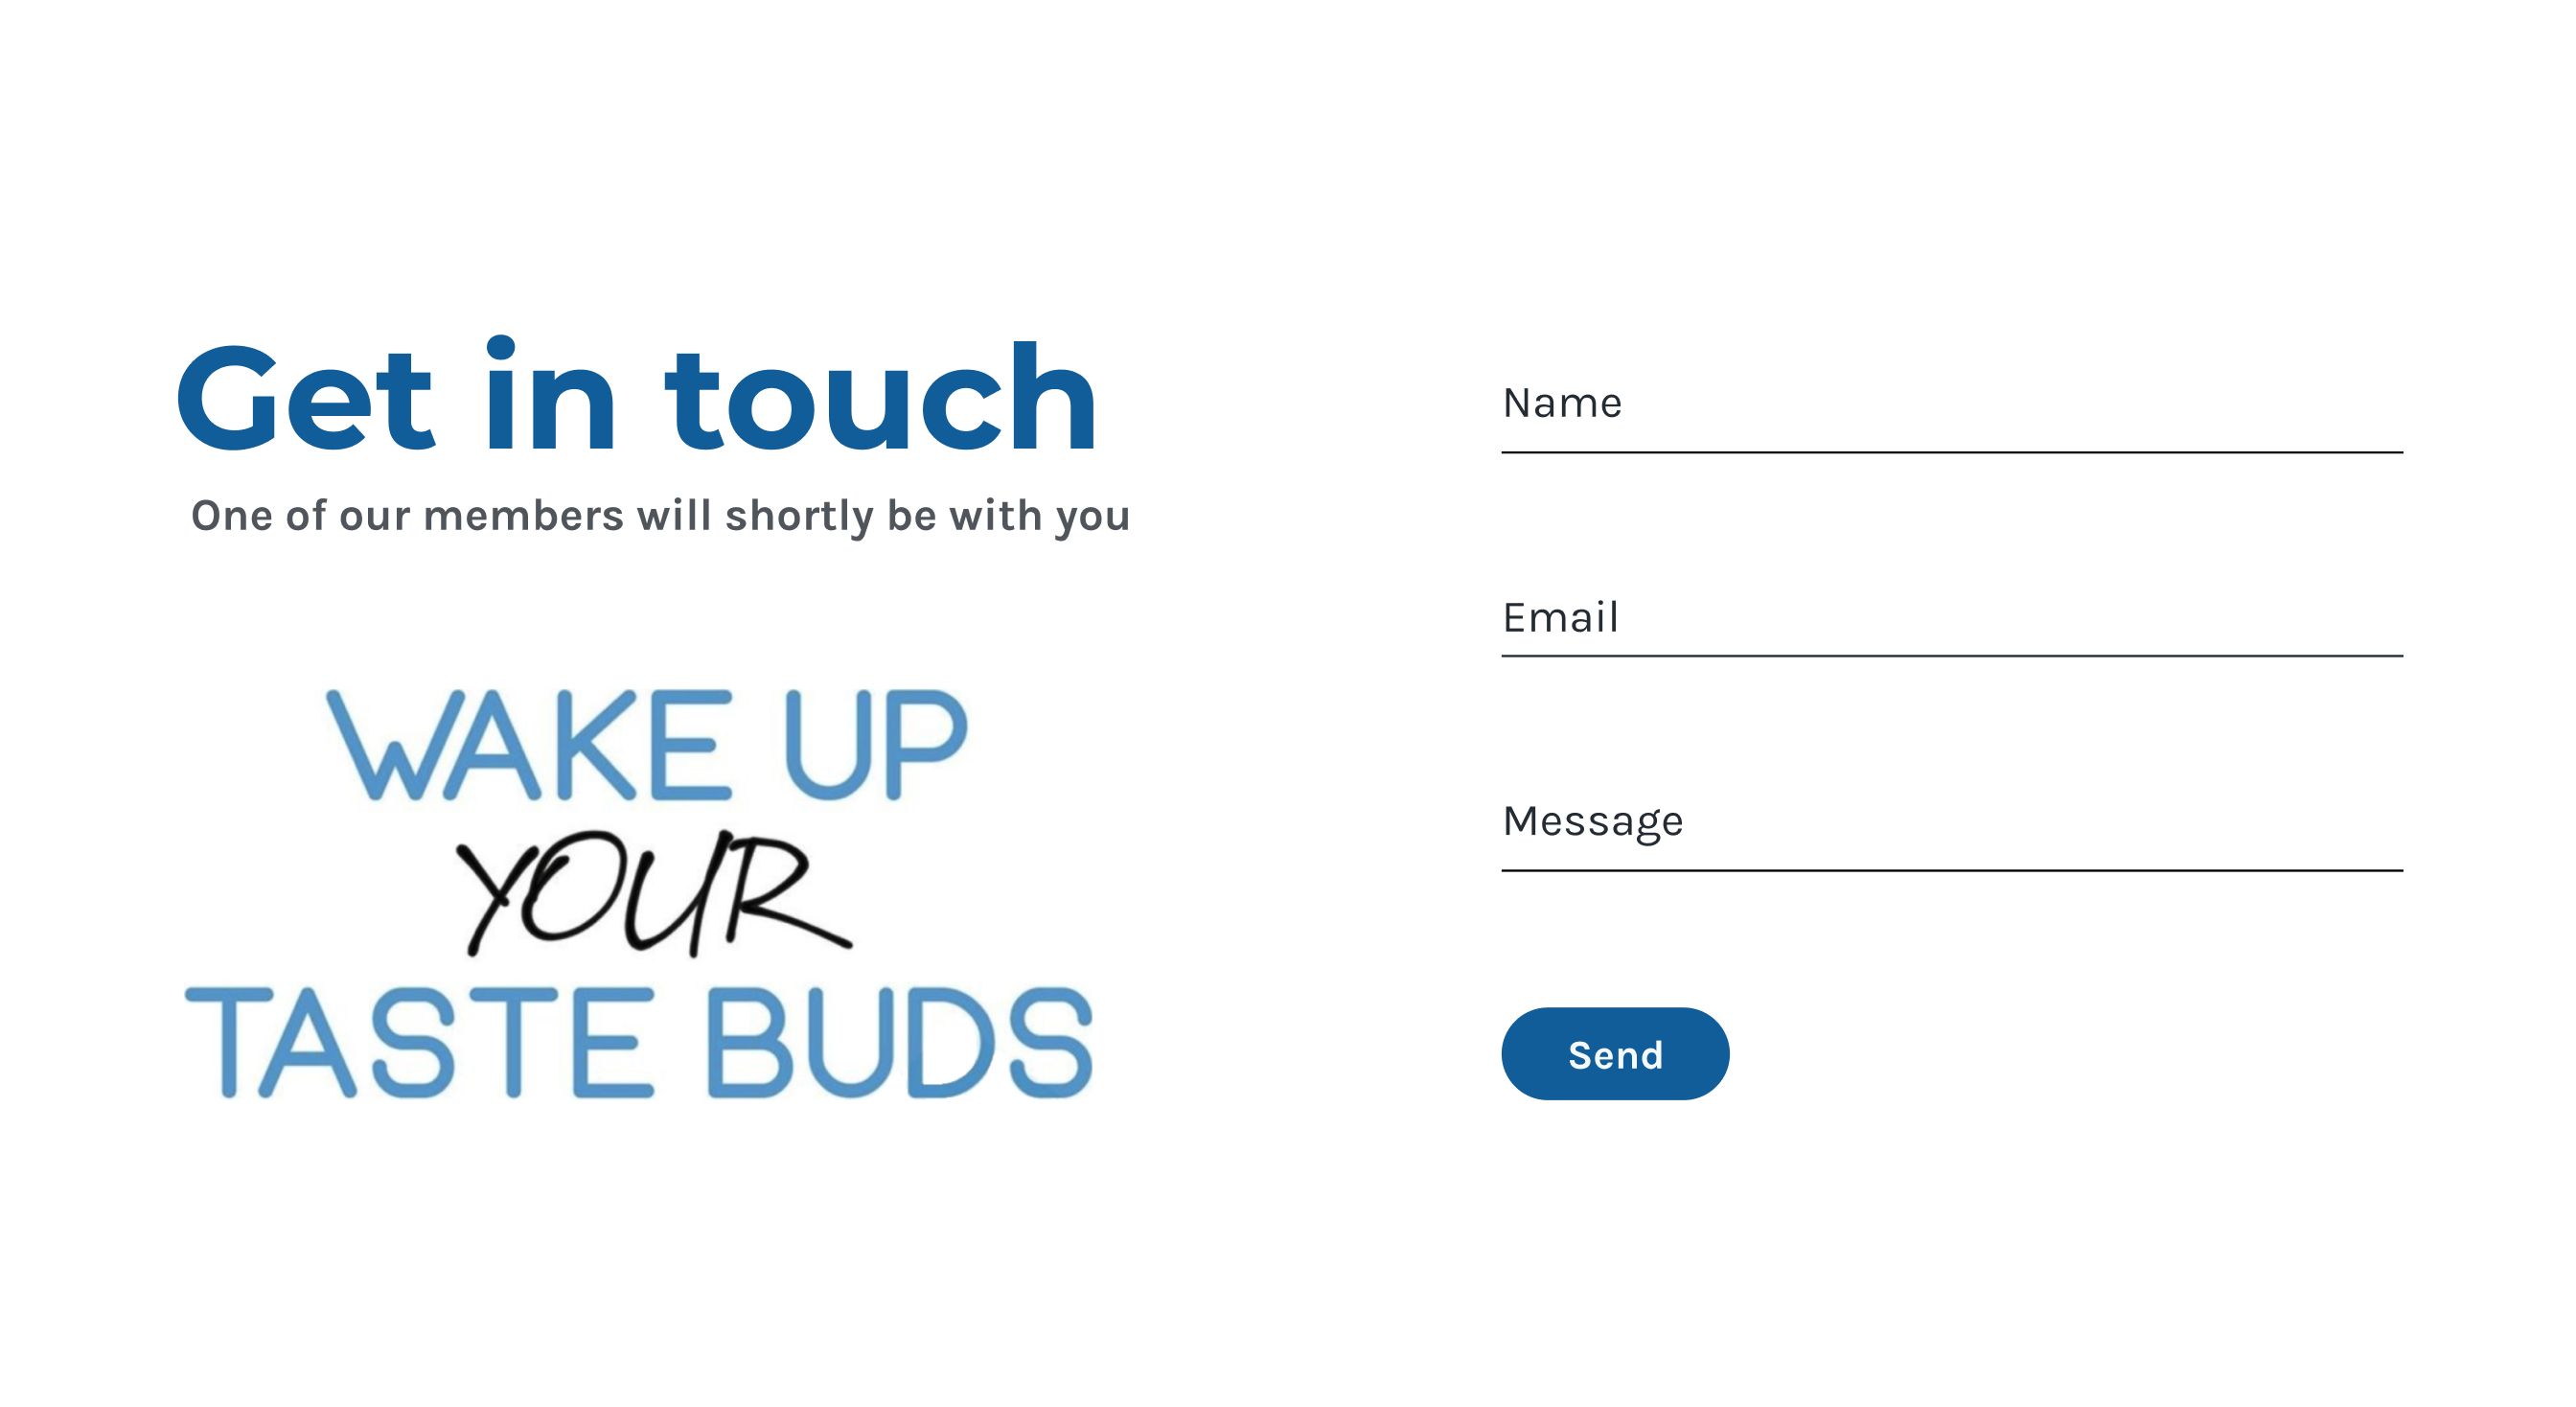 Get in touch
One of our members will shortly be with you
WAKE UP
YOUR
TASTE BUDS
Name
Email
Message
Send